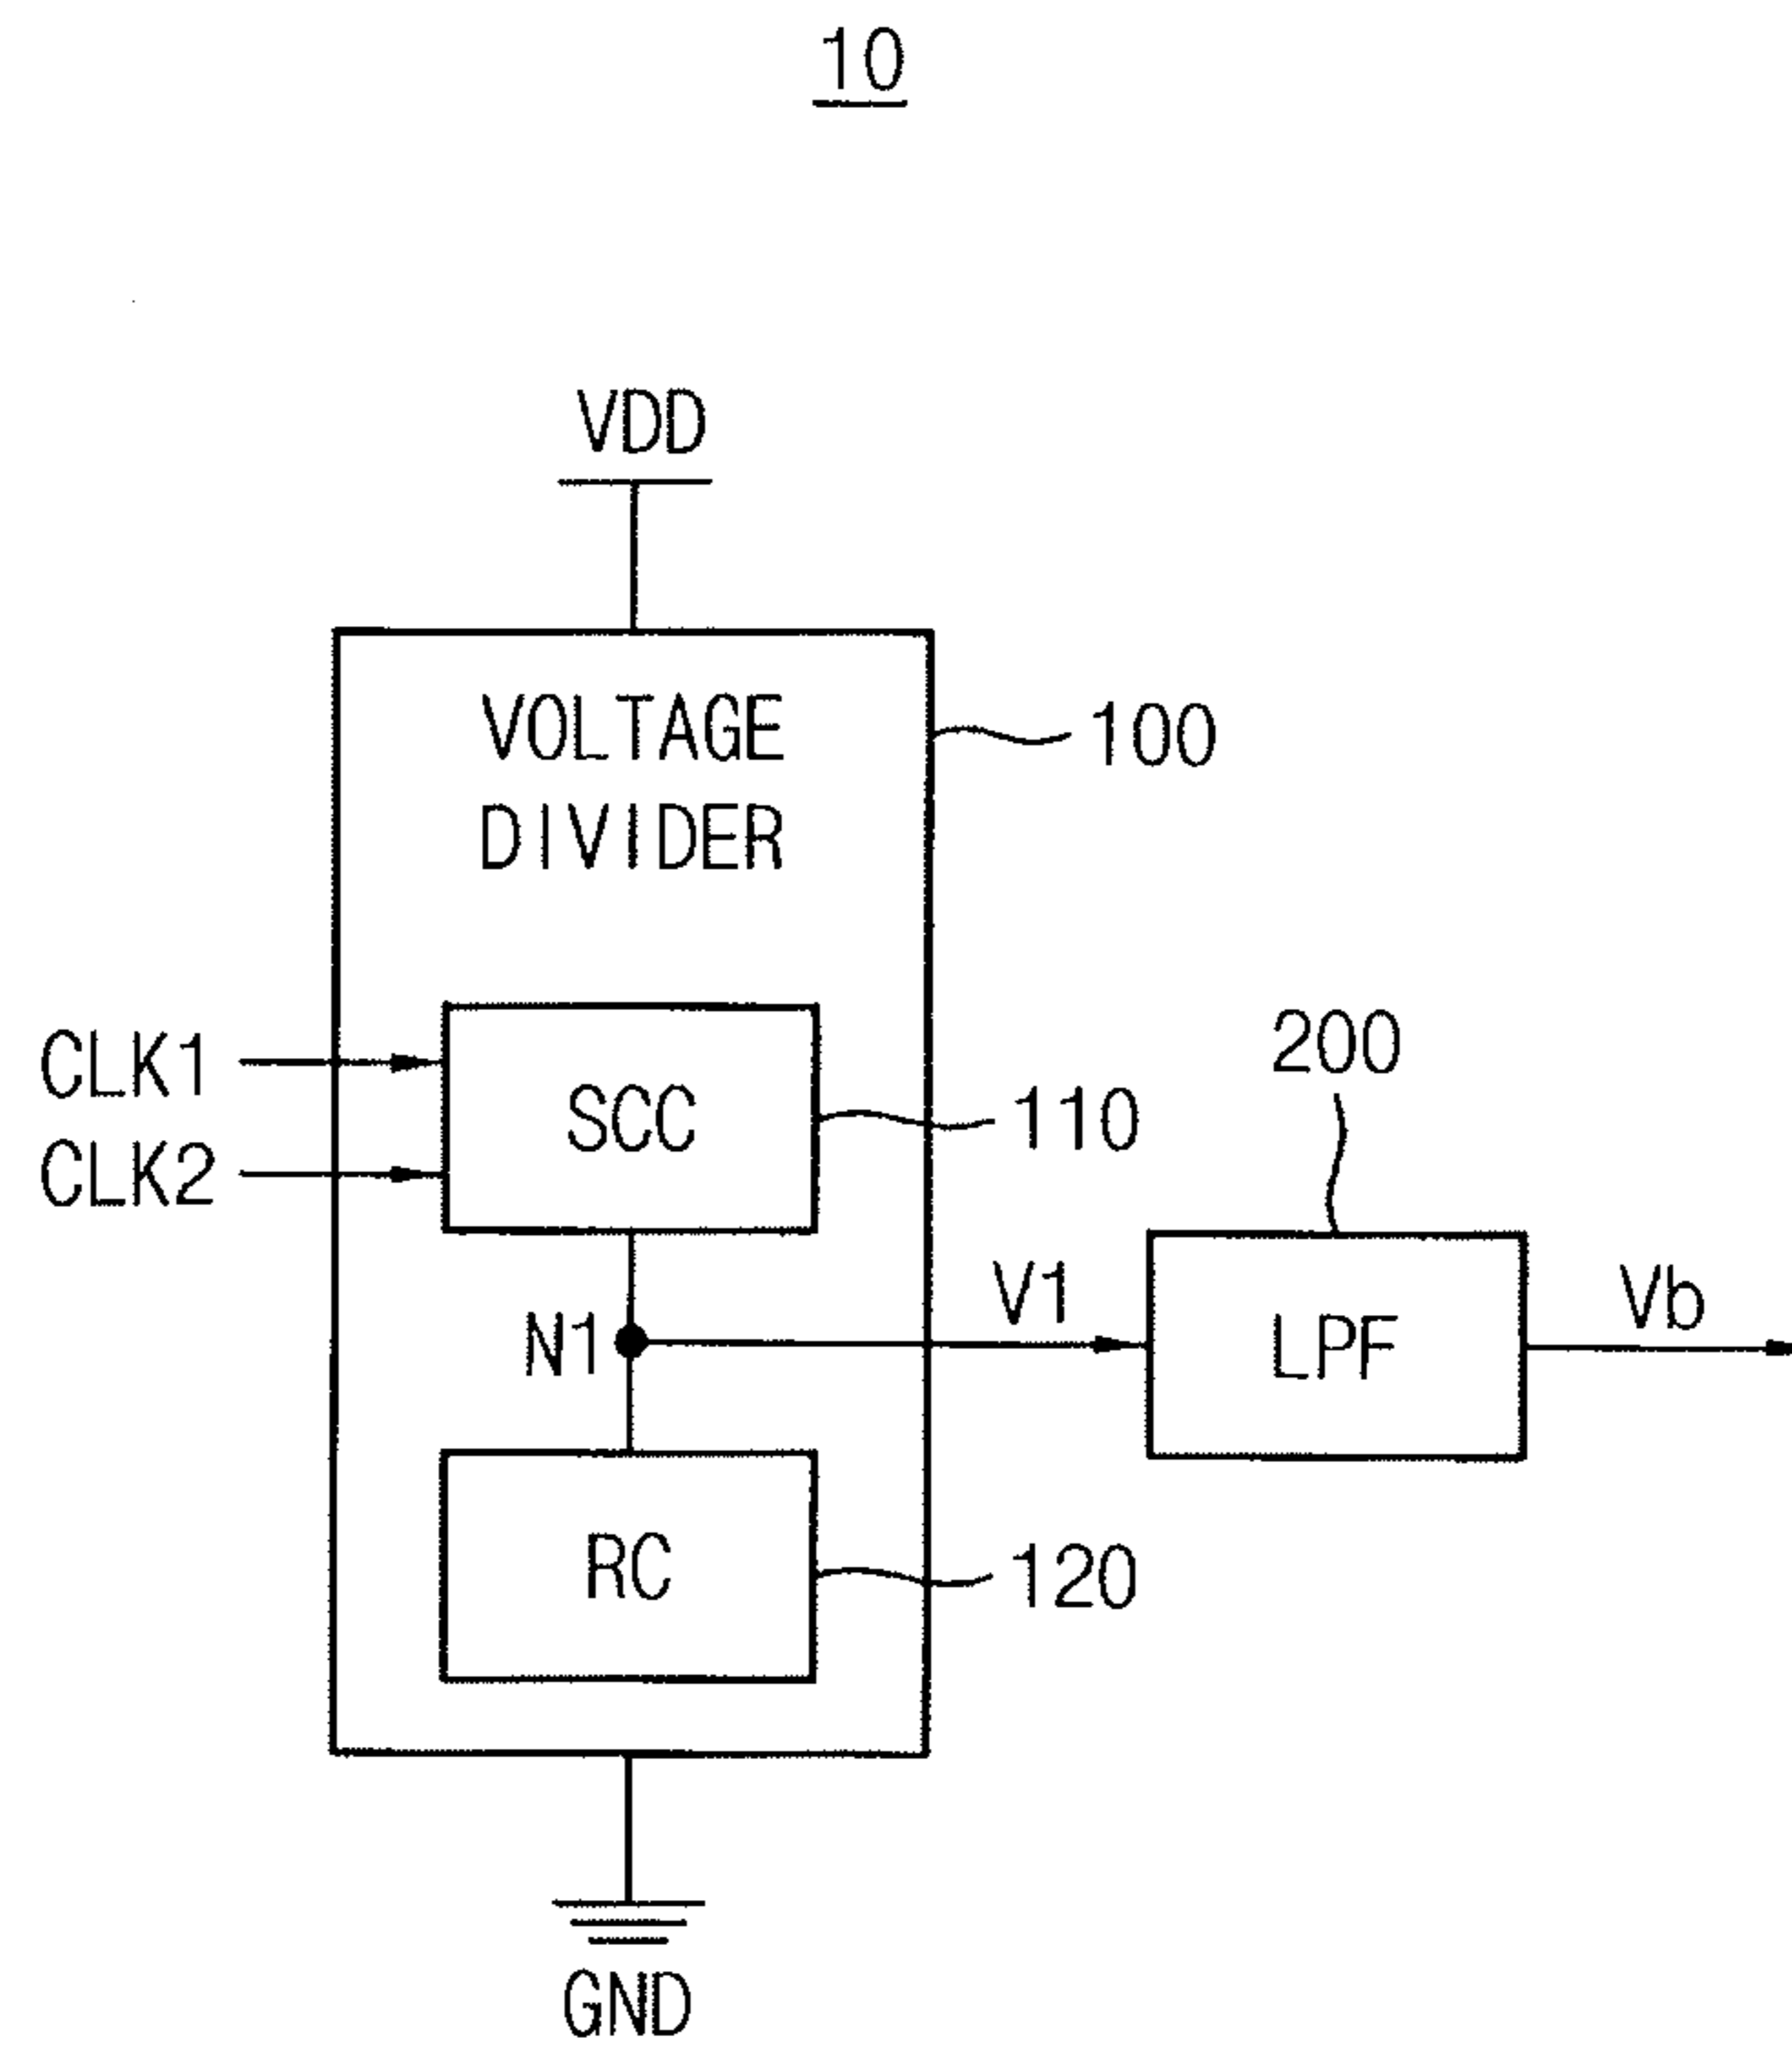 10
VDD
VOLTAGE
DIVIDER
100
CLK1
CLK2
SCC
110
200
N1
V1
LPF
Vb
RC
120
GND